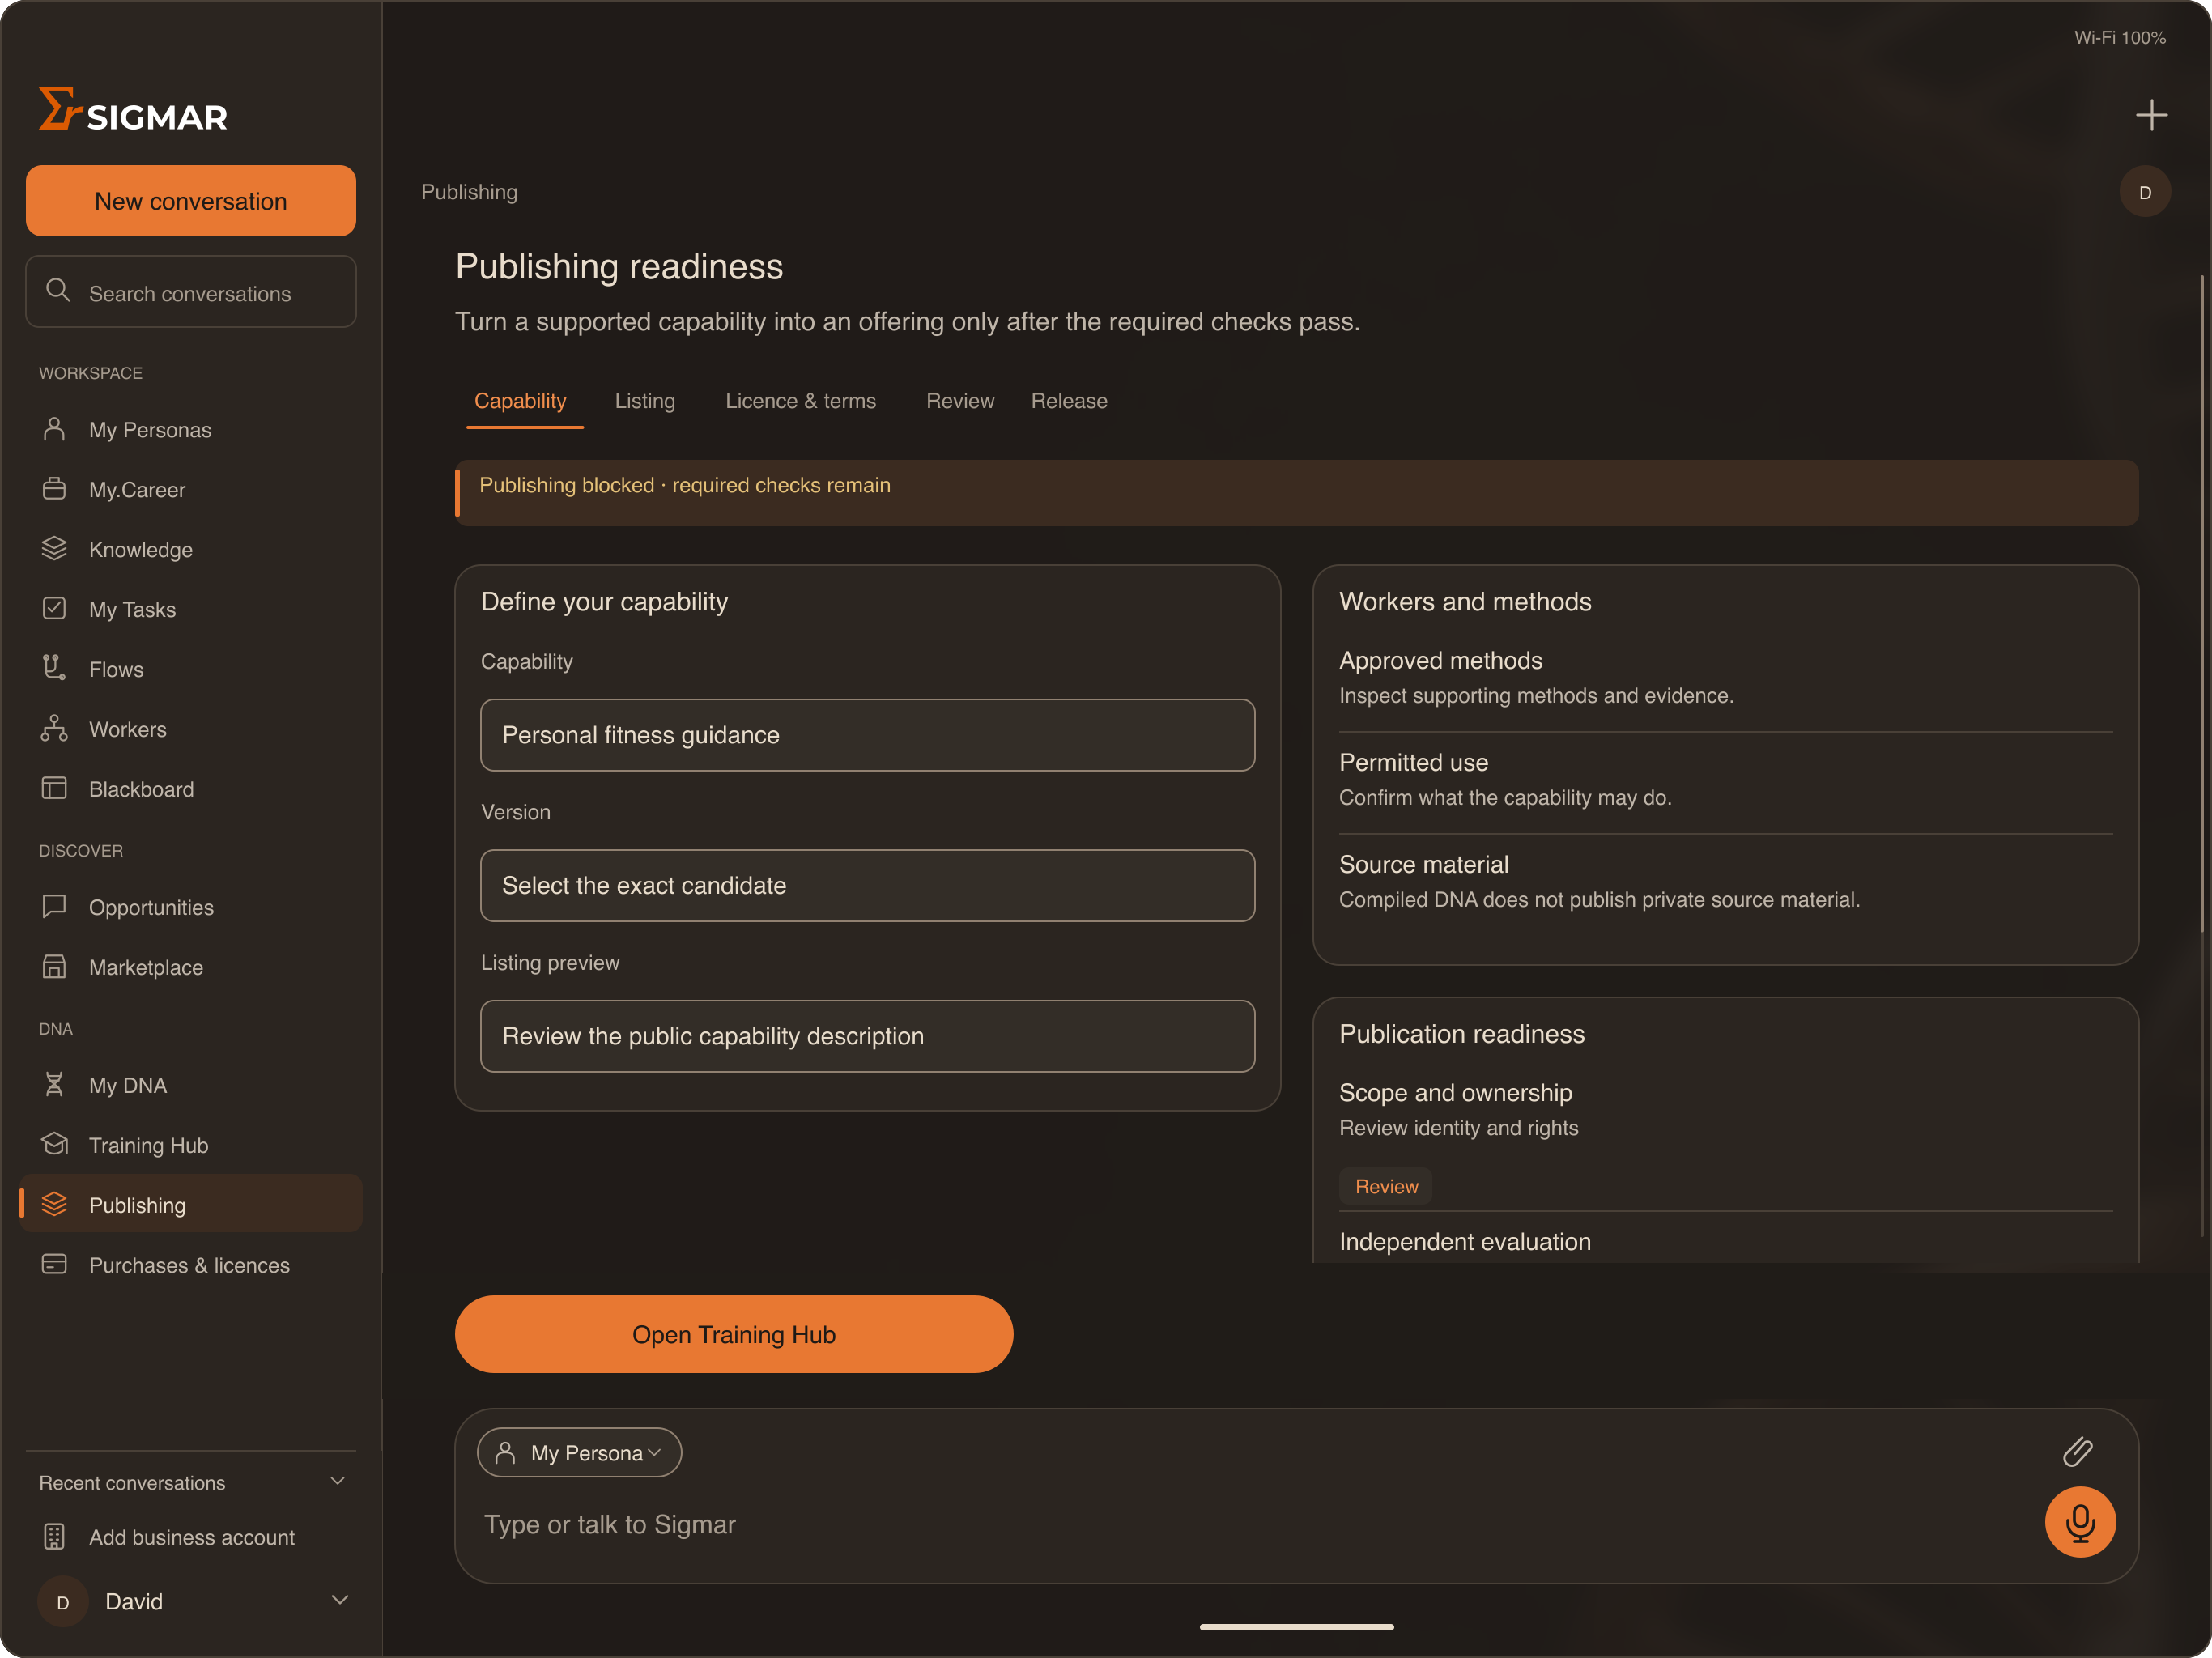 Wi-Fi 100%
Σr SIGMAR
New conversation
Search conversations
WORKSPACE
My Personas
My.Career
Knowledge
My Tasks
Flows
Workers
Blackboard
DISCOVER
Opportunities
Marketplace
DNA
My DNA
Training Hub
Publishing
Purchases & licences
Recent conversations
Add business account
D David
Publishing
D
Publishing readiness
Turn a supported capability into an offering only after the required checks pass.
Capability Listing Licence & terms Review Release
Publishing blocked · required checks remain
Define your capability
Capability
Personal fitness guidance
Version
Select the exact candidate
Listing preview
Review the public capability description
Workers and methods
Approved methods
Inspect supporting methods and evidence.
Permitted use
Confirm what the capability may do.
Source material
Compiled DNA does not publish private source material.
Publication readiness
Scope and ownership
Review identity and rights
Review
Independent evaluation
Open Training Hub
My Persona
Type or talk to Sigmar